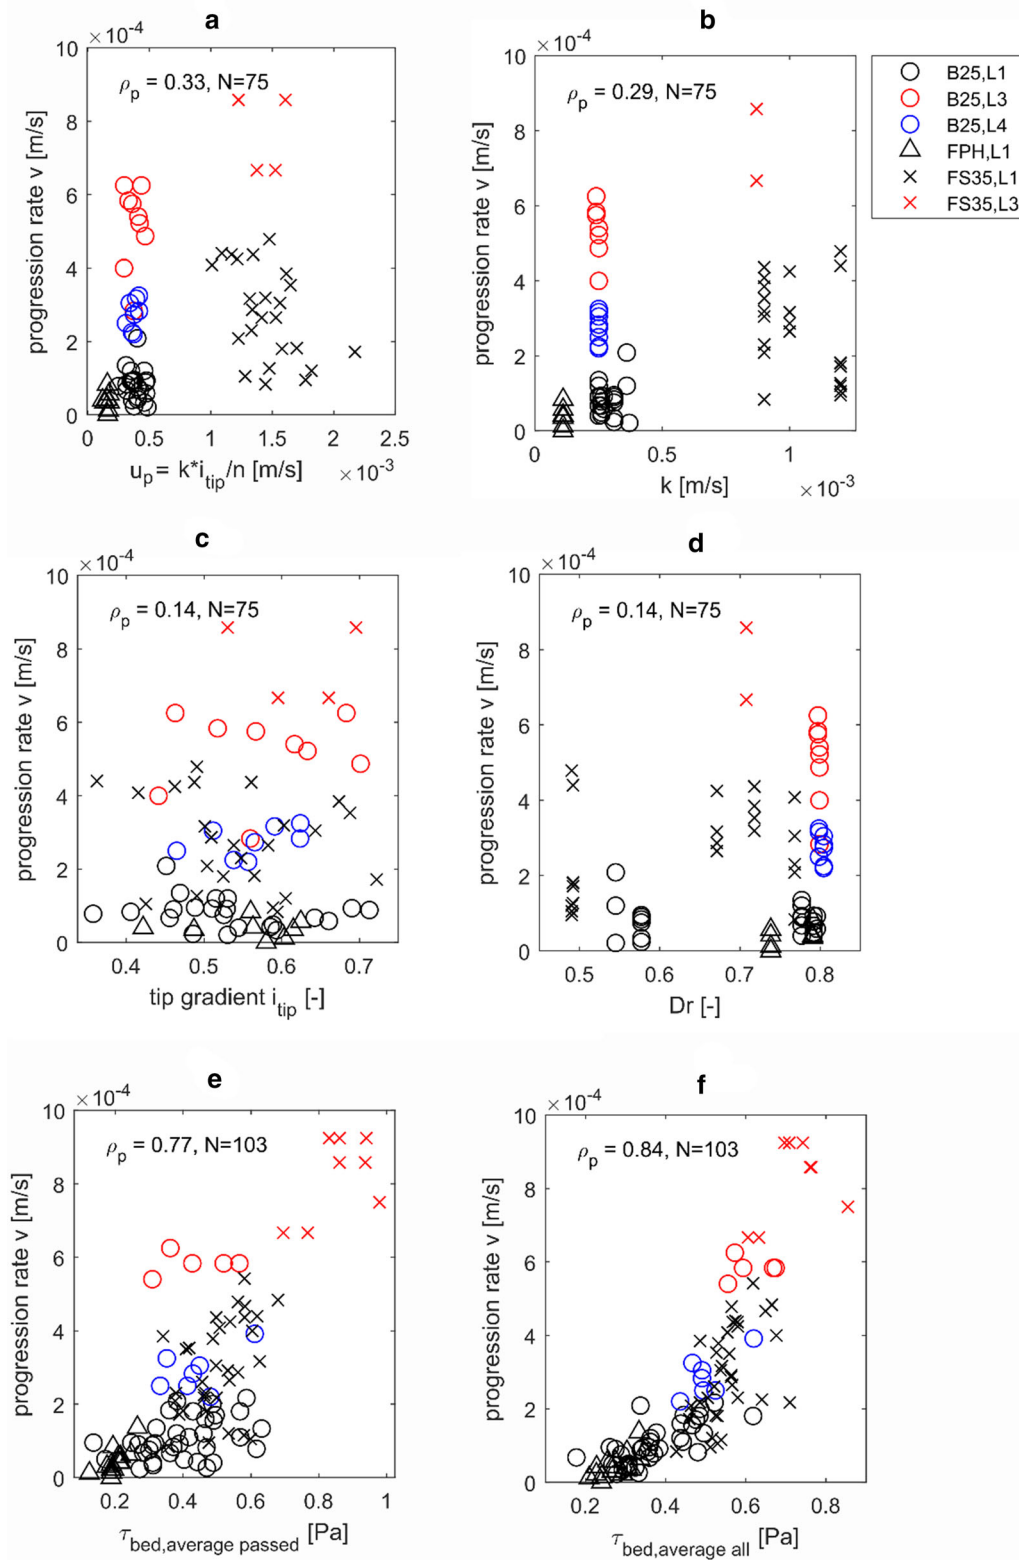 a
× 10⁻⁴
ρp = 0.33, N=75
progression rate v [m/s]
10
8
6
4
2
0
0 0.5 1 1.5 2 2.5
up= k*itip/n [m/s] × 10⁻³
b
× 10⁻⁴
ρp = 0.29, N=75
progression rate v [m/s]
10
8
6
4
2
0
0 0.5 1
k [m/s] × 10⁻³
B25,L1
B25,L3
B25,L4
FPH,L1
FS35,L1
FS35,L3
c
× 10⁻⁴
ρp = 0.14, N=75
progression rate v [m/s]
10
8
6
4
2
0
0.4 0.5 0.6 0.7
tip gradient itip [-]
d
× 10⁻⁴
ρp = 0.14, N=75
progression rate v [m/s]
10
8
6
4
2
0
0.5 0.6 0.7 0.8
Dr [-]
e
× 10⁻⁴
ρp = 0.77, N=103
progression rate v [m/s]
10
8
6
4
2
0
0.2 0.4 0.6 0.8 1
τbed,average passed [Pa]
f
× 10⁻⁴
ρp = 0.84, N=103
progression rate v [m/s]
10
8
6
4
2
0
0.2 0.4 0.6 0.8
τbed,average all [Pa]